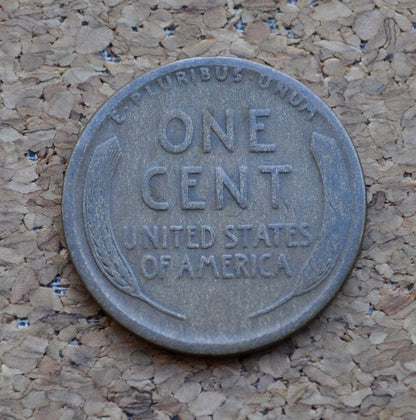 E·PLURIBUS·UNUM
ONE
CENT
UNITED STATES
OF AMERICA